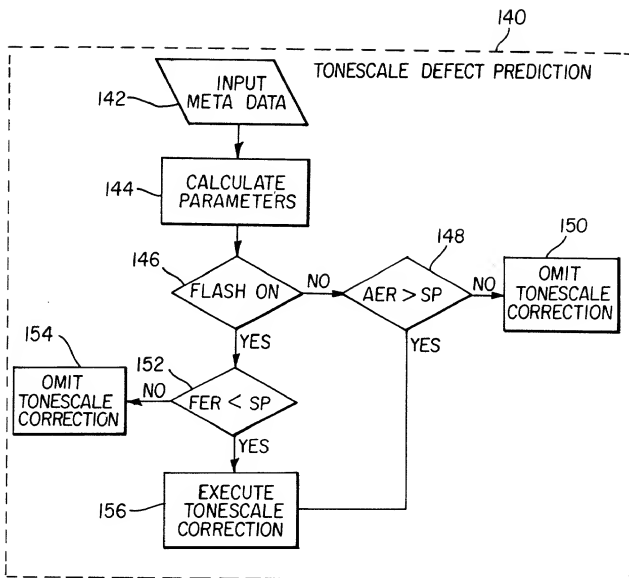 140
TONESCALE DEFECT PREDICTION
INPUT
META DATA
142
CALCULATE
PARAMETERS
144
146
FLASH ON
NO
148
AER > SP
NO
150
OMIT
TONESCALE
CORRECTION
YES
YES
154
OMIT
TONESCALE
CORRECTION
NO
152
FER < SP
YES
156
EXECUTE
TONESCALE
CORRECTION